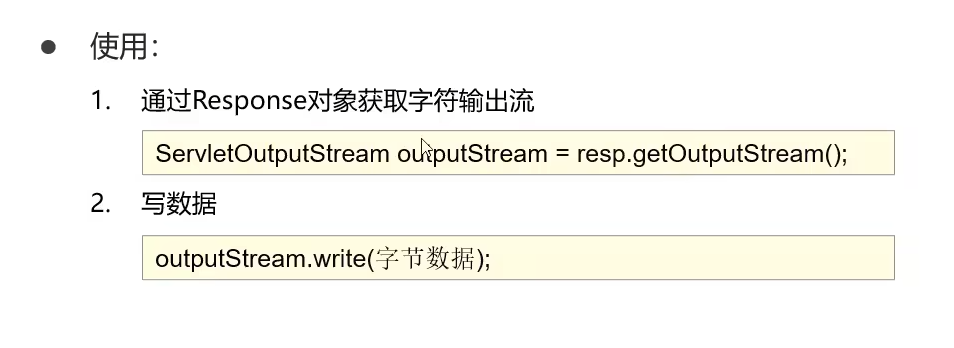 ● 使用：
1. 通过Response对象获取字符输出流
ServletOutputStream outputStream = resp.getOutputStream();
2. 写数据
outputStream.write(字节数据);